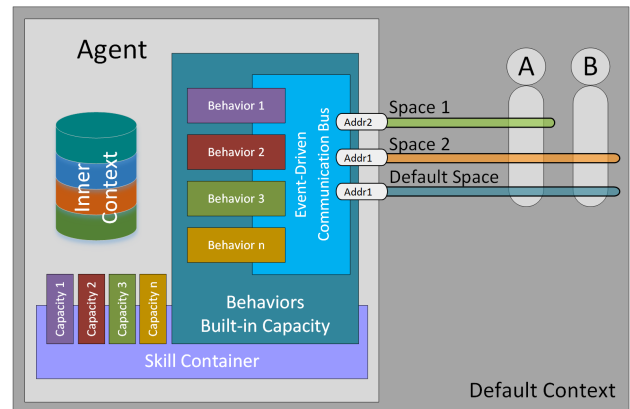 Agent
Behavior 1
Behavior 2
Behavior 3
Behavior n
Event-Driven
Communication Bus
Addr2
Addr1
Addr1
Space 1
Space 2
Default Space
A
B
Inner
Context
Capacity 1
Capacity 2
Capacity 3
Capacity n
Behaviors
Built-in Capacity
Skill Container
Default Context